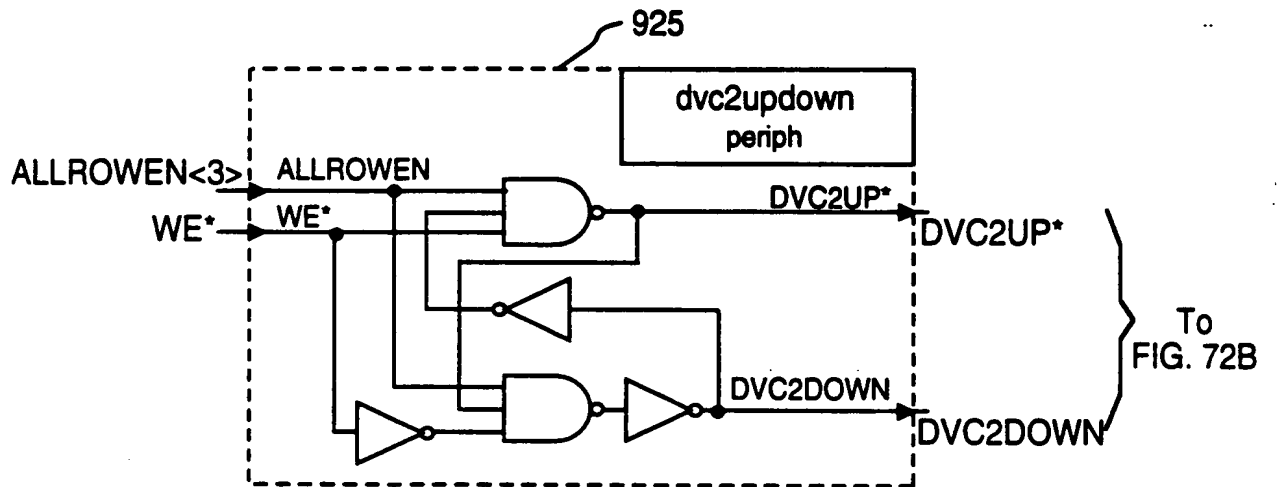 925
dvc2updown
periph
ALLROWEN<3>
ALLROWEN
WE*
WE*
DVC2UP*
DVC2UP*
To
FIG. 72B
DVC2DOWN
DVC2DOWN